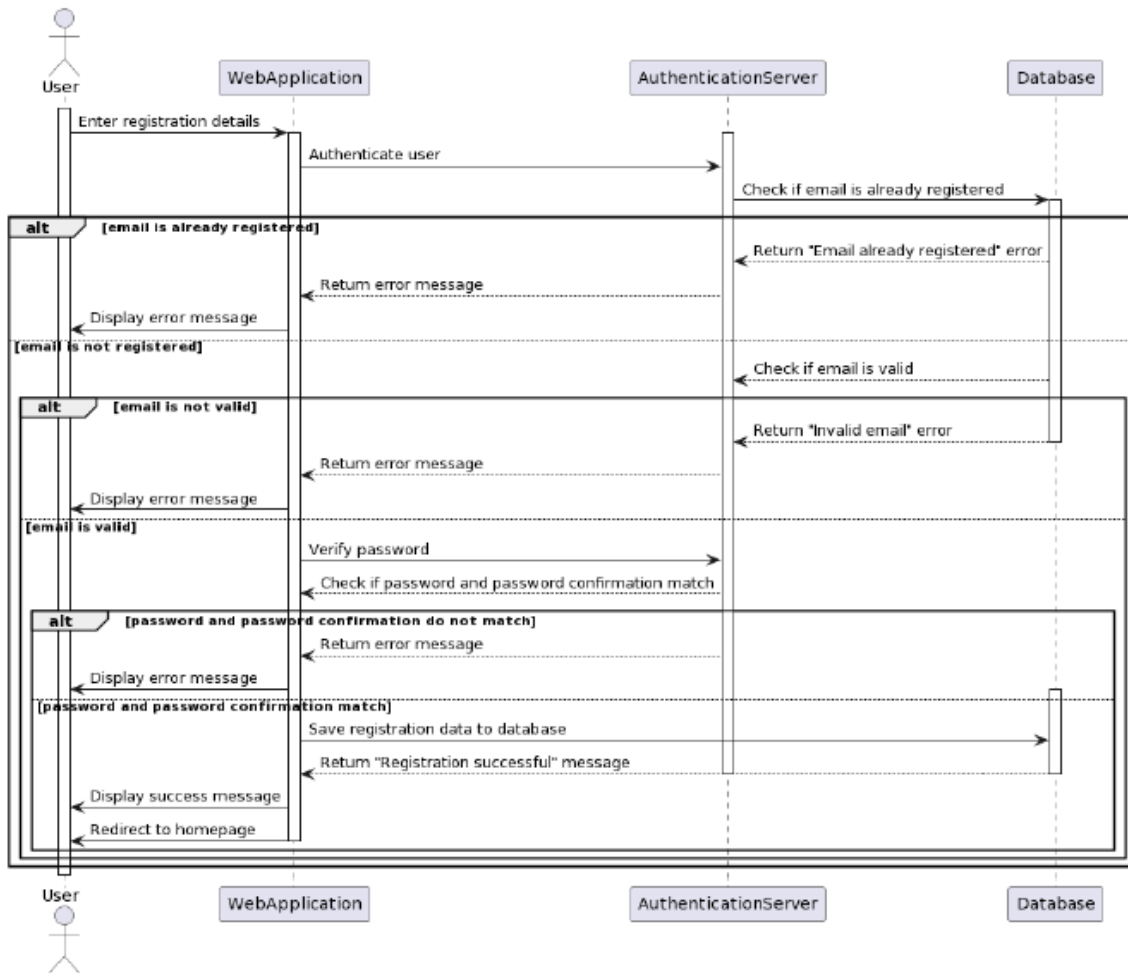 User
WebApplication
AuthenticationServer
Database
Enter registration details
Authenticate user
Check if email is already registered
alt
[email is already registered]
Return "Email already registered" error
Return error message
Display error message
[email is not registered]
Check if email is valid
alt
[email is not valid]
Return "Invalid email" error
Return error message
Display error message
[email is valid]
Verify password
Check if password and password confirmation match
alt
[password and password confirmation do not match]
Return error message
Display error message
[password and password confirmation match]
Save registration data to database
Return "Registration successful" message
Display success message
Redirect to homepage
User
WebApplication
AuthenticationServer
Database